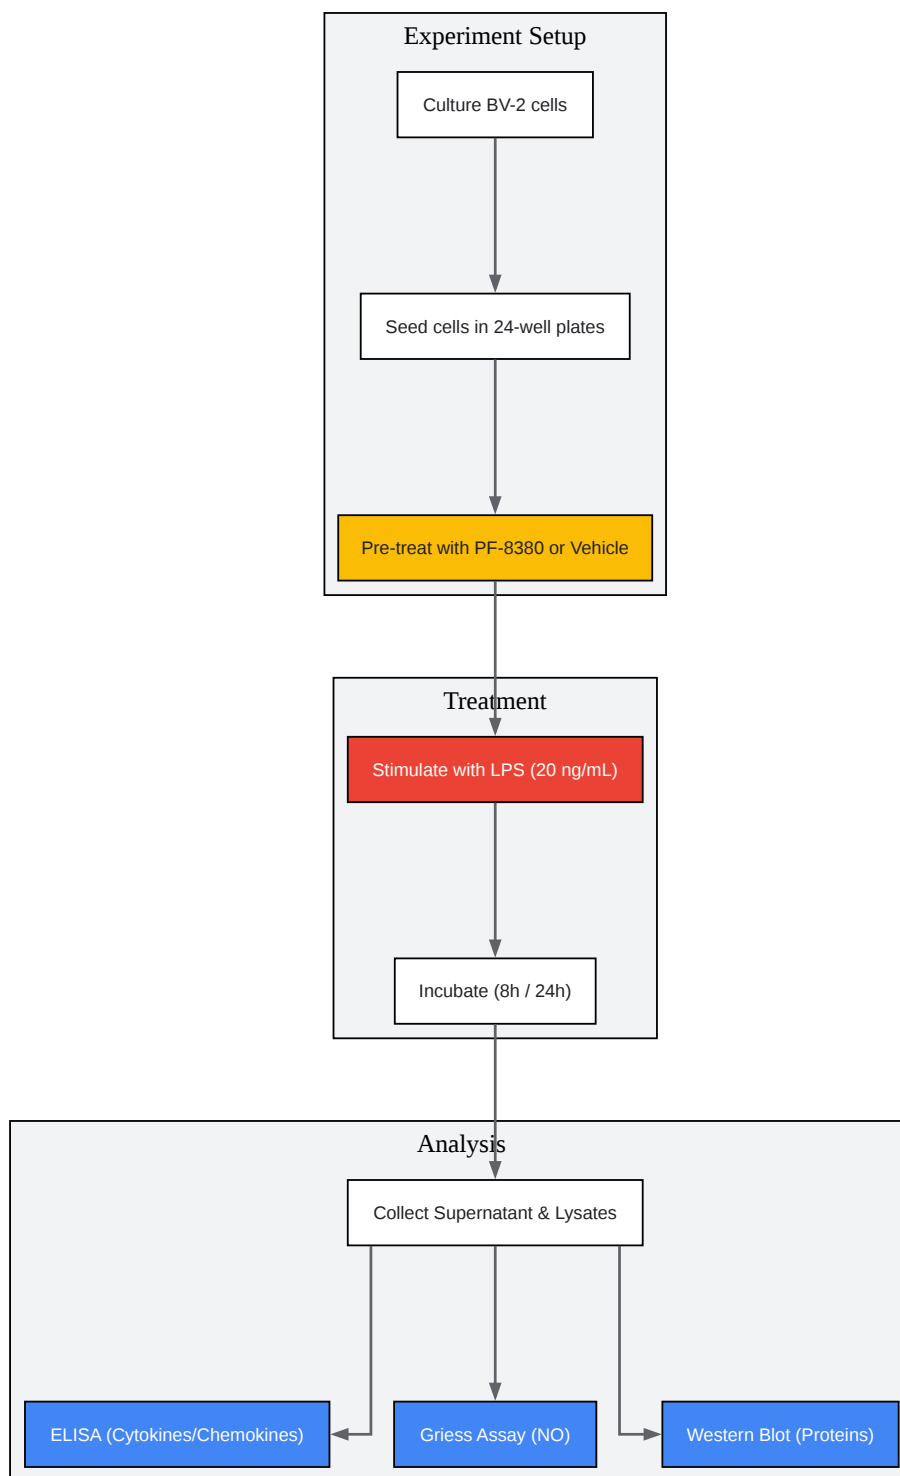 Experiment Setup
Culture BV-2 cells
Seed cells in 24-well plates
Pre-treat with PF-8380 or Vehicle
Treatment
Stimulate with LPS (20 ng/mL)
Incubate (8h / 24h)
Analysis
Collect Supernatant & Lysates
ELISA (Cytokines/Chemokines)
Griess Assay (NO)
Western Blot (Proteins)